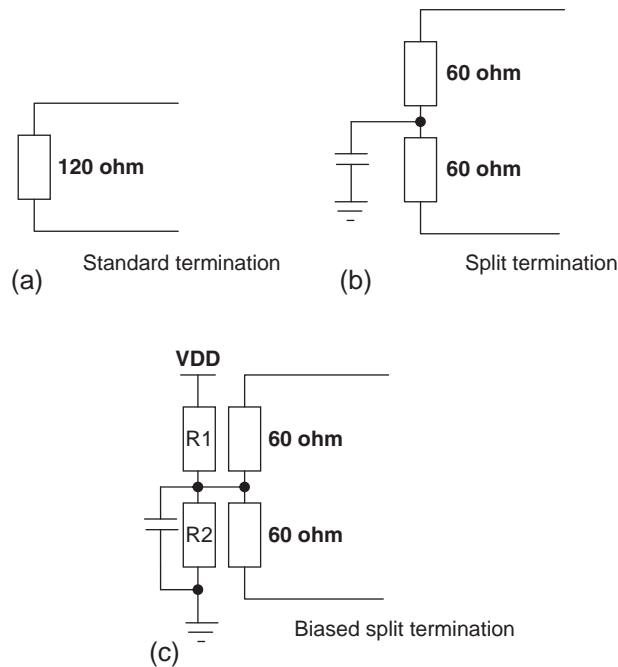 60 ohm
120 ohm
60 ohm
(a)
Standard termination
(b)
Split termination
VDD
R1
60 ohm
R2
60 ohm
(c)
Biased split termination